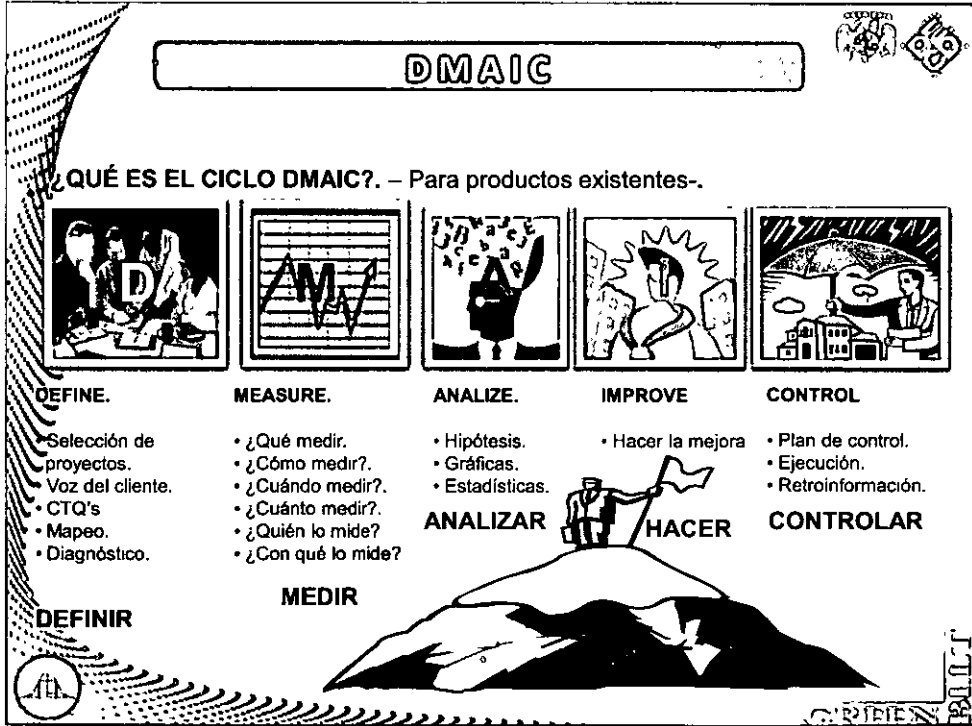 DMAIC
¿QUÉ ES EL CICLO DMAIC?. – Para productos existentes-.
D
M
A
I
DEFINE.
• Selección de
proyectos.
Voz del cliente.
• CTQ's
• Mapeo.
• Diagnóstico.
DEFINIR
MEASURE.
• ¿Qué medir.
• ¿Cómo medir?.
• ¿Cuándo medir?.
• ¿Cuánto medir?.
• ¿Quién lo mide?
• ¿Con qué lo mide?
MEDIR
ANALIZE.
• Hipótesis.
• Gráficas.
• Estadísticas.
ANALIZAR
IMPROVE
• Hacer la mejora
HACER
CONTROL
• Plan de control.
• Ejecución.
• Retroinformación.
CONTROLAR